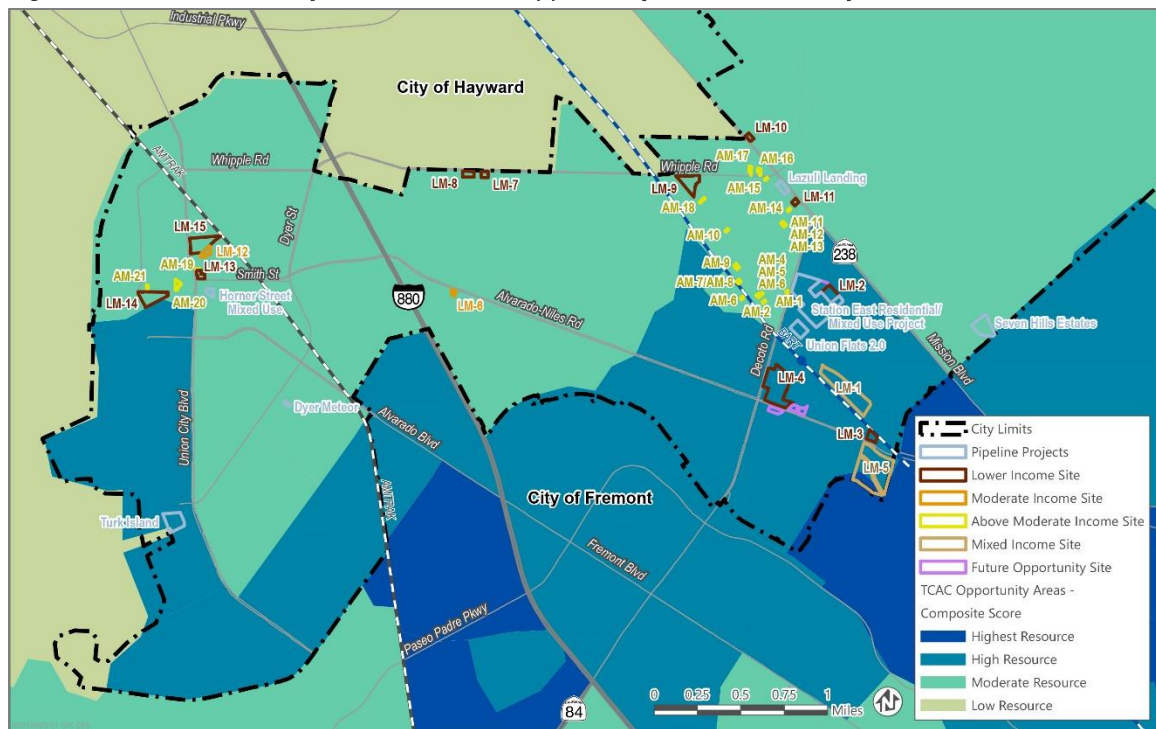 Industrial Pkwy
City of Hayward
AMTRAK
Whipple Rd
Dyer St
LM-8
LM-7
Whipple Rd
LM-10
AM-17
AM-16
LM-9
AM-15
Lazuli Landing
AM-18
AM-14
LM-11
AM-10
AM-11
AM-12
AM-13
238
LM-15
LM-12
AM-19
LM-13
Smith St
AM-21
LM-14
AM-20
Horner Street
Mixed Use
880
LM-6
Alvarado-Niles Rd
AM-9
AM-4
AM-5
AM-7/AM-8
AM-6
AM-6
AM-2
AM-1
LM-2
Station East Residential/
Mixed Use Project
Union Flats 2.0
Seven Hills Estates
BART
Decoto Rd
Mission Blvd
LM-4
LM-1
LM-3
LM-5
Union City Blvd
Dyer Meteor
Alvarado Blvd
AMTRAK
City of Fremont
Turk Island
Fremont Blvd
Paseo Padre Pkwy
84
0 0.25 0.5 0.75 1
Miles
City Limits
Pipeline Projects
Lower Income Site
Moderate Income Site
Above Moderate Income Site
Mixed Income Site
Future Opportunity Site
TCAC Opportunity Areas -
Composite Score
Highest Resource
High Resource
Moderate Resource
Low Resource